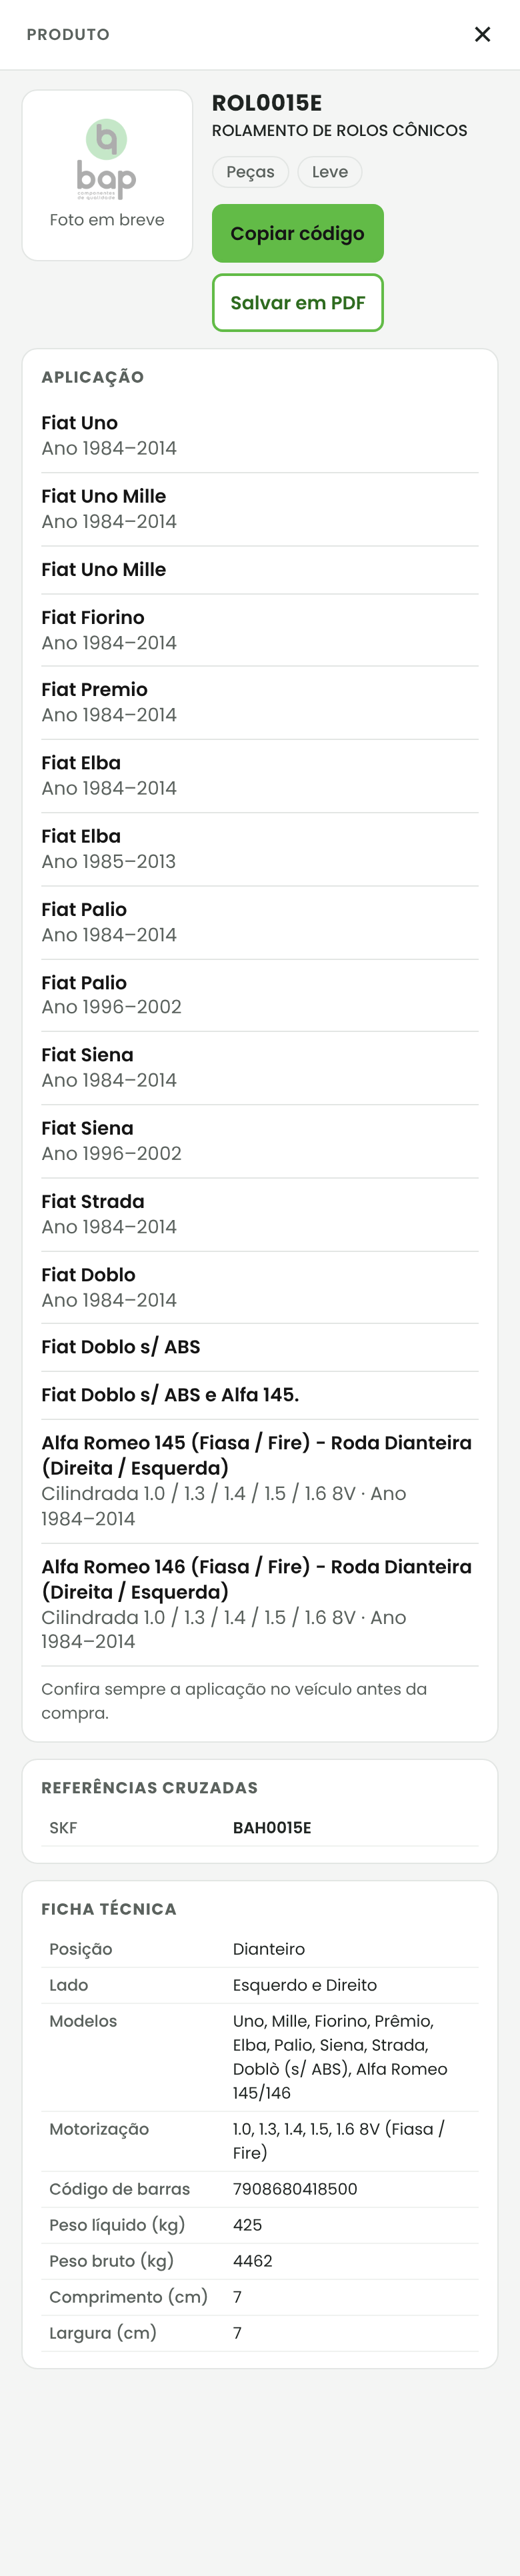 PRODUTO
bap
componentes
de qualidade
Foto em breve
ROL0015E
ROLAMENTO DE ROLOS CÔNICOS
Peças
Leve
Copiar código
Salvar em PDF
APLICAÇÃO
Fiat Uno
Ano 1984–2014
Fiat Uno Mille
Ano 1984–2014
Fiat Uno Mille
Fiat Fiorino
Ano 1984–2014
Fiat Premio
Ano 1984–2014
Fiat Elba
Ano 1984–2014
Fiat Elba
Ano 1985–2013
Fiat Palio
Ano 1984–2014
Fiat Palio
Ano 1996–2002
Fiat Siena
Ano 1984–2014
Fiat Siena
Ano 1996–2002
Fiat Strada
Ano 1984–2014
Fiat Doblo
Ano 1984–2014
Fiat Doblo s/ ABS
Fiat Doblo s/ ABS e Alfa 145.
Alfa Romeo 145 (Fiasa / Fire) - Roda Dianteira
(Direita / Esquerda)
Cilindrada 1.0 / 1.3 / 1.4 / 1.5 / 1.6 8V · Ano
1984–2014
Alfa Romeo 146 (Fiasa / Fire) - Roda Dianteira
(Direita / Esquerda)
Cilindrada 1.0 / 1.3 / 1.4 / 1.5 / 1.6 8V · Ano
1984–2014
Confira sempre a aplicação no veículo antes da
compra.
REFERÊNCIAS CRUZADAS
SKF BAH0015E
FICHA TÉCNICA
Posição Dianteiro
Lado Esquerdo e Direito
Modelos Uno, Mille, Fiorino, Prêmio,
Elba, Palio, Siena, Strada,
Doblò (s/ ABS), Alfa Romeo
145/146
Motorização 1.0, 1.3, 1.4, 1.5, 1.6 8V (Fiasa /
Fire)
Código de barras 7908680418500
Peso líquido (kg) 425
Peso bruto (kg) 4462
Comprimento (cm) 7
Largura (cm) 7